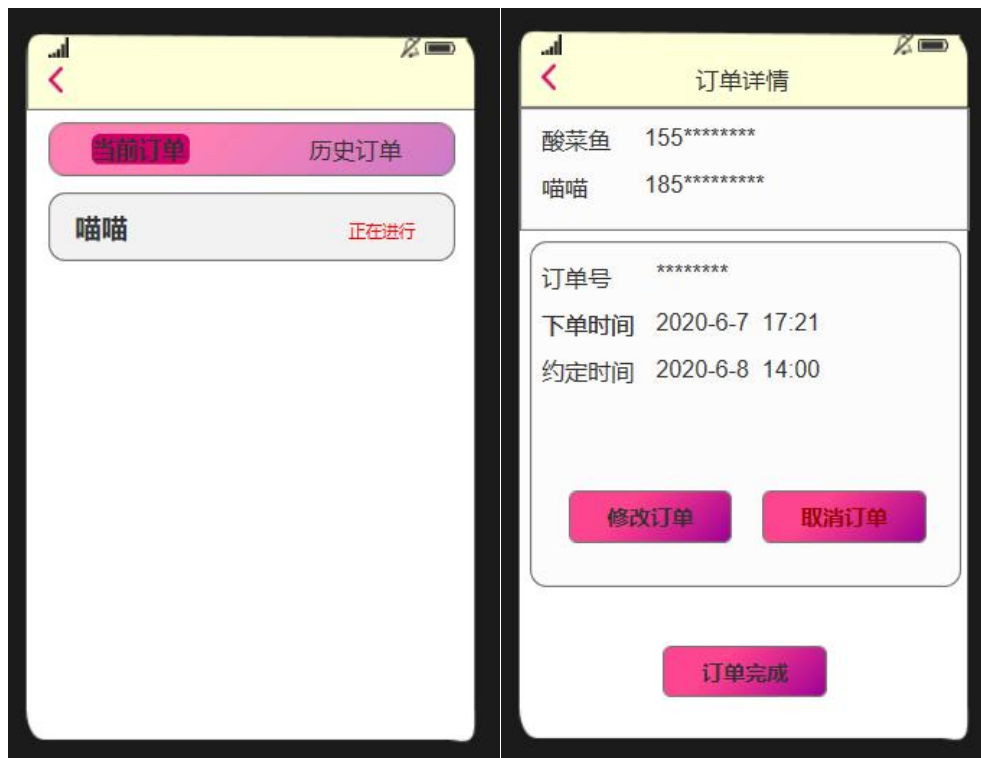 当前订单 历史订单
喵喵 正在进行
订单详情
酸菜鱼 155********
喵喵 185*********
订单号 ********
下单时间 2020-6-7 17:21
约定时间 2020-6-8 14:00
修改订单 取消订单
订单完成